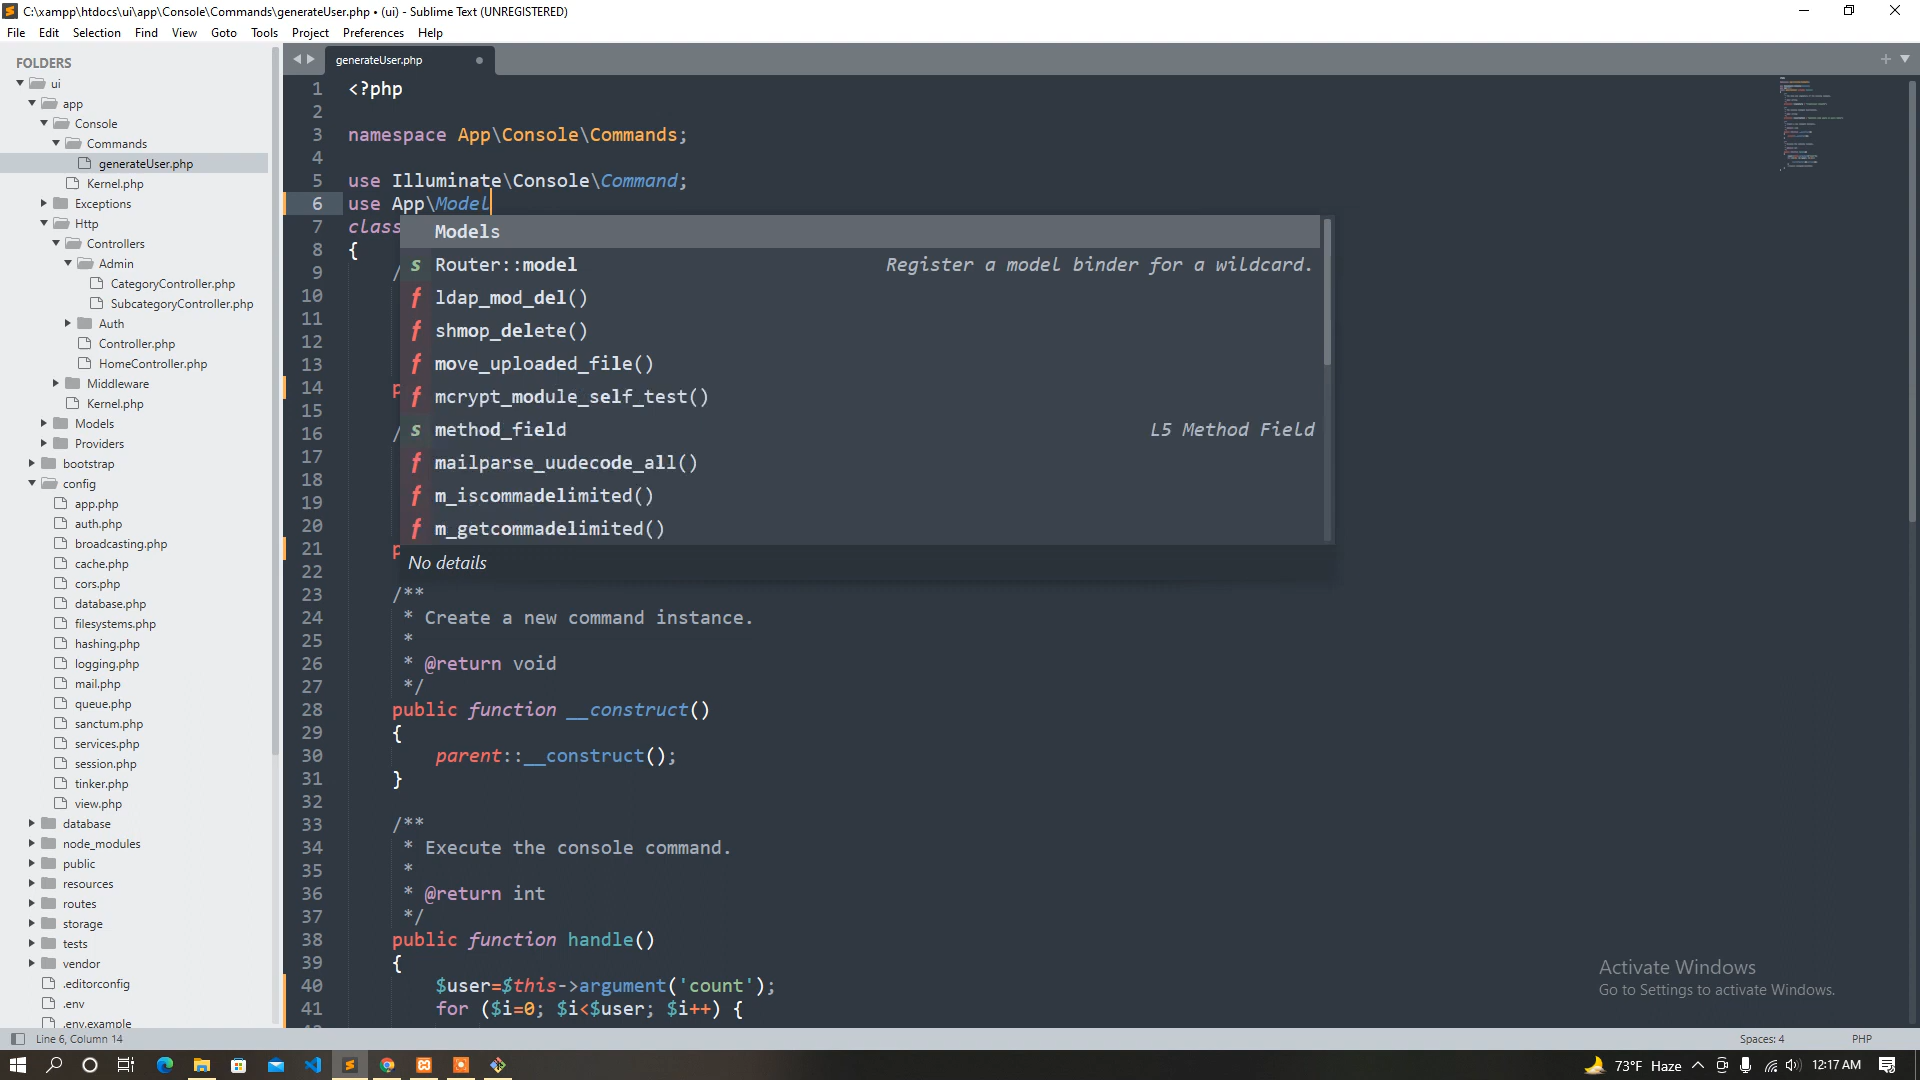 C:\xampp\htdocs\ui\app\Console\Commands\generateUser.php • (ui) - Sublime Text (UNREGISTERED)
File Edit Selection Find View Goto Tools Project Preferences Help
FOLDERS
ui
app
Console
Commands
generateUser.php
Kernel.php
Exceptions
Http
Controllers
Admin
CategoryController.php
SubcategoryController.php
Auth
Controller.php
HomeController.php
Middleware
Kernel.php
Models
Providers
bootstrap
config
app.php
auth.php
broadcasting.php
cache.php
cors.php
database.php
filesystems.php
hashing.php
logging.php
mail.php
queue.php
sanctum.php
services.php
session.php
tinker.php
view.php
database
node_modules
public
resources
routes
storage
tests
vendor
.editorconfig
.env
.env.example
generateUser.php
1 <?php
2
3 namespace App\Console\Commands;
4
5 use Illuminate\Console\Command;
6 use App\Model
7 class
8 {
9 /
10
11
12
13
14 p
15
16 /
17
18
19
20
21 p
22
23 /**
24 * Create a new command instance.
25 *
26 * @return void
27 */
28 public function __construct()
29 {
30 parent::__construct();
31 }
32
33 /**
34 * Execute the console command.
35 *
36 * @return int
37 */
38 public function handle()
39 {
40 $user=$this->argument('count');
41 for ($i=0; $i<$user; $i++) {
Models
s Router::model Register a model binder for a wildcard.
f ldap_mod_del()
f shmop_delete()
f move_uploaded_file()
f mcrypt_module_self_test()
s method_field L5 Method Field
f mailparse_uudecode_all()
f m_iscommadelimited()
f m_getcommadelimited()
No details
Activate Windows
Go to Settings to activate Windows.
Line 6, Column 14 Spaces: 4 PHP
73°F Haze 12:17 AM